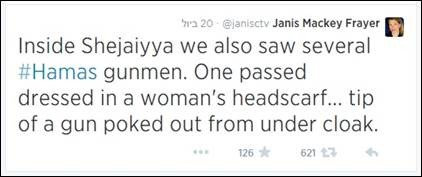 Janis Mackey Frayer @janisctv · 20 ביול
Inside Shejaiyya we also saw several
#Hamas gunmen. One passed
dressed in a woman's headscarf... tip
of a gun poked out from under cloak.
126 621